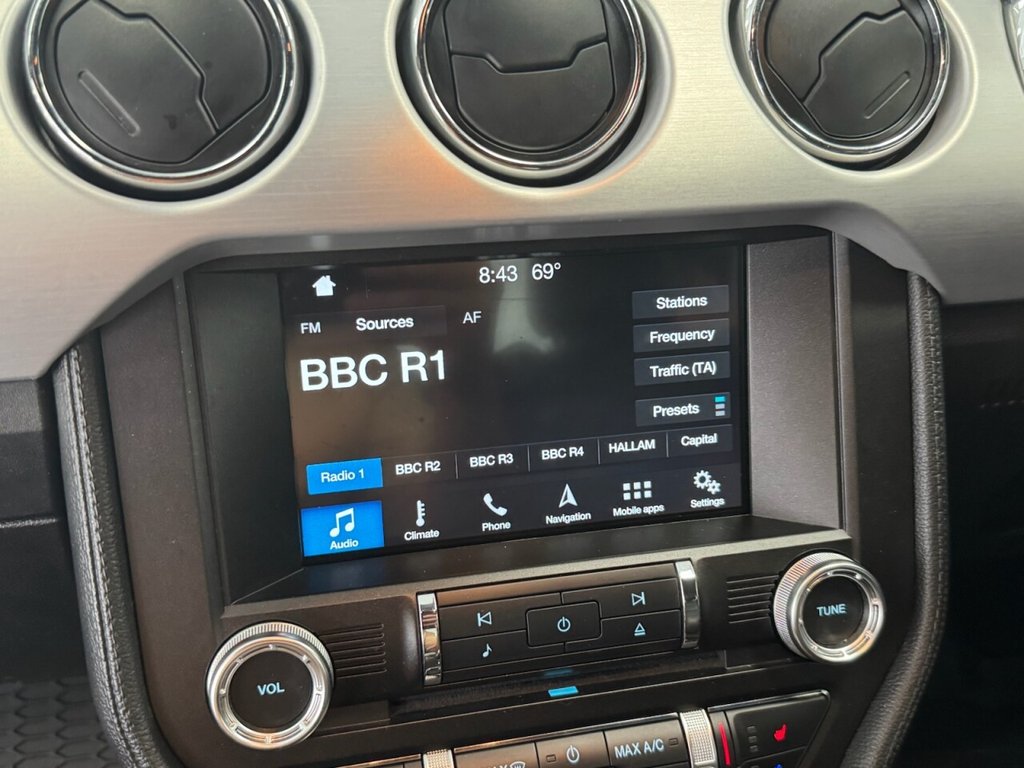 8:43 69°
FM Sources AF
Stations
Frequency
BBC R1
Traffic (TA)
Presets
Radio 1 BBC R2 BBC R3 BBC R4 HALLAM Capital
Audio Climate Phone Navigation Mobile apps Settings
VOL
TUNE
MAX
MAX A/C